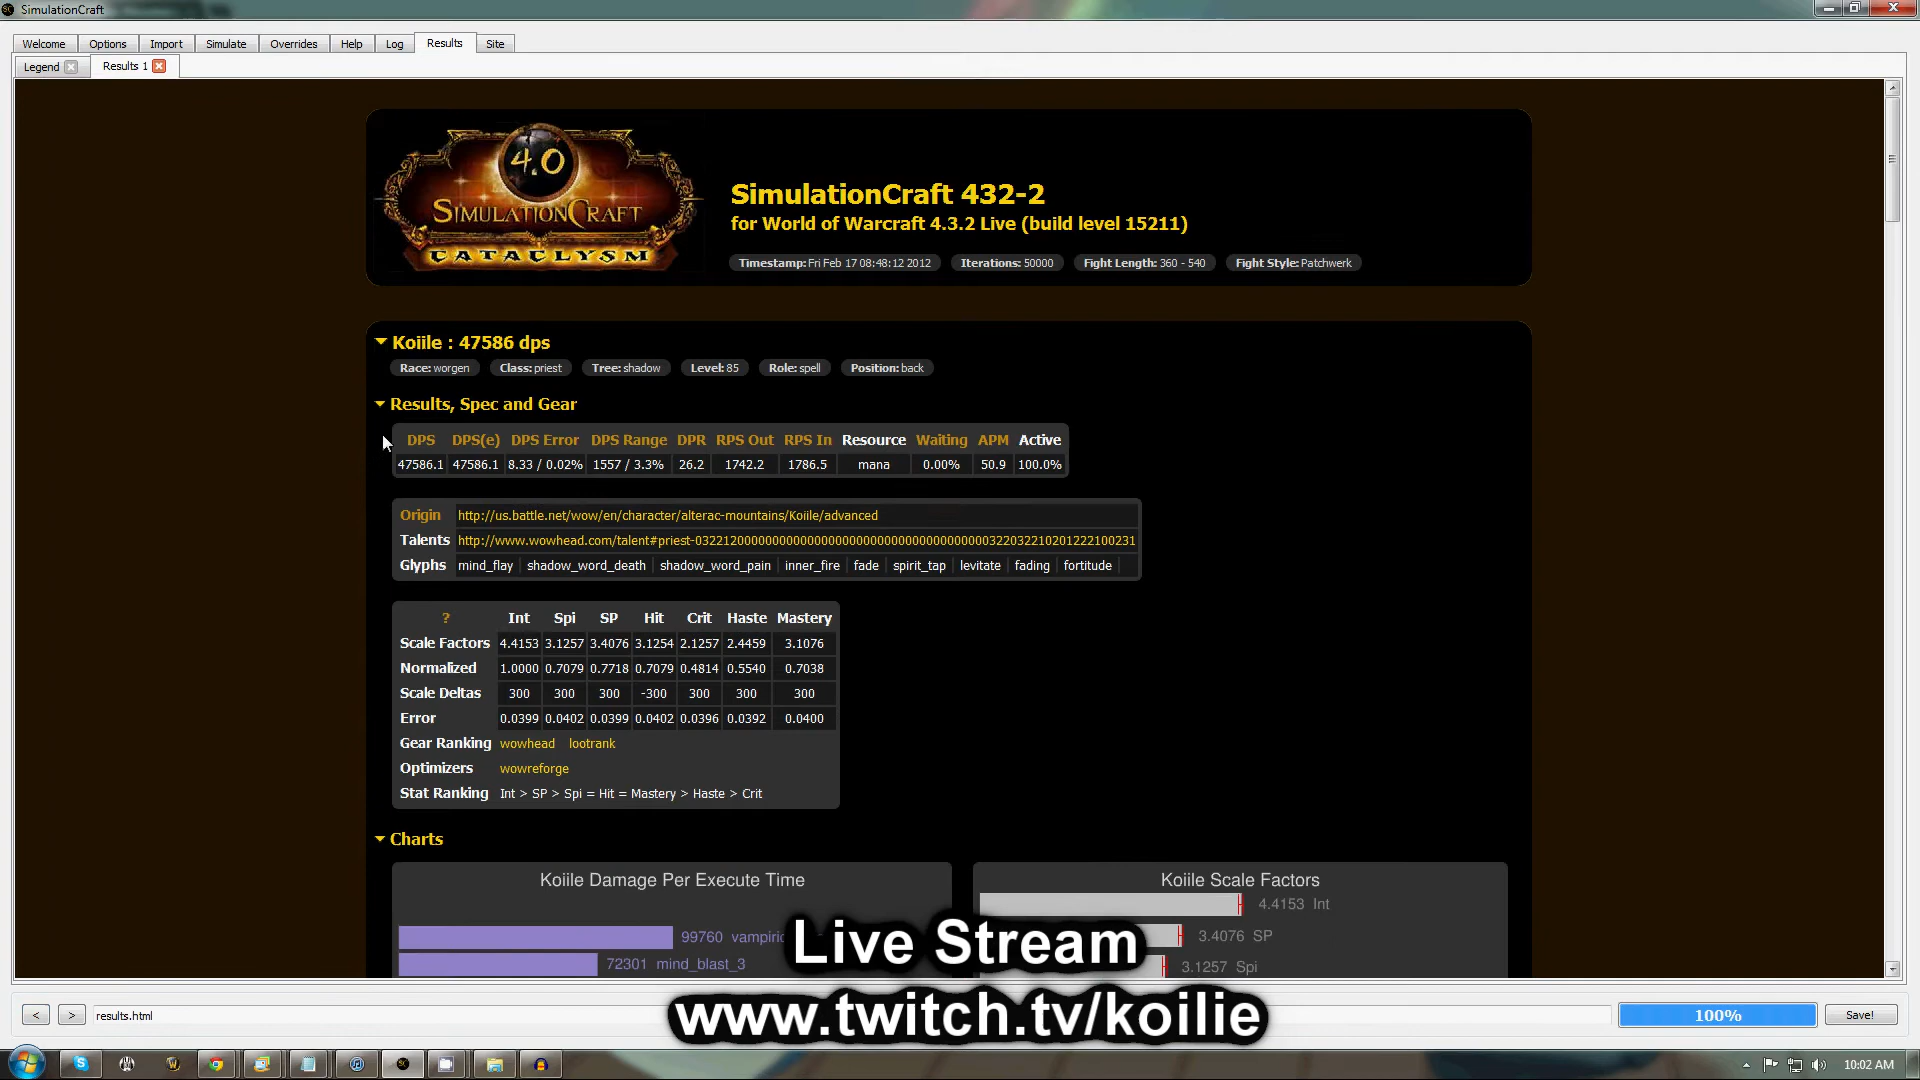 SimulationCraft
Welcome Options Import Simulate Overrides Help Log Results Site
Legend Results 1
4.0
SIMULATIONCRAFT
CATACLYSM
SimulationCraft 432-2
for World of Warcraft 4.3.2 Live (build level 15211)
Timestamp: Fri Feb 17 08:48:12 2012 Iterations: 50000 Fight Length: 360 - 540 Fight Style: Patchwerk
Koiile : 47586 dps
Race: worgen Class: priest Tree: shadow Level: 85 Role: spell Position: back
Results, Spec and Gear
DPS DPS(e) DPS Error DPS Range DPR RPS Out RPS In Resource Waiting APM Active
47586.1 47586.1 8.33 / 0.02% 1557 / 3.3% 26.2 1742.2 1786.5 mana 0.00% 50.9 100.0%
Origin http://us.battle.net/wow/en/character/alterac-mountains/Koiile/advanced
Glyphs mind_flay shadow_word_death shadow_word_pain inner_fire fade spirit_tap levitate fading fortitude
? Int Spi SP Hit Crit Haste Mastery
Scale Factors 4.4153 3.1257 3.4076 3.1254 2.1257 2.4459 3.1076
Normalized 1.0000 0.7079 0.7718 0.7079 0.4814 0.5540 0.7038
Scale Deltas 300 300 300 -300 300 300 300
Error 0.0399 0.0402 0.0399 0.0402 0.0396 0.0392 0.0400
Gear Ranking wowhead lootrank
Optimizers wowreforge
Stat Ranking Int > SP > Spi = Hit = Mastery > Haste > Crit
Charts
Koiile Damage Per Execute Time
99760
72301 mind_blast_3
Koiile Scale Factors
4.4153 Int
3.4076 SP
3.1257 Spi
Live Stream
www.twitch.tv/koilie
< > results.html 100% Save!
10:02 AM